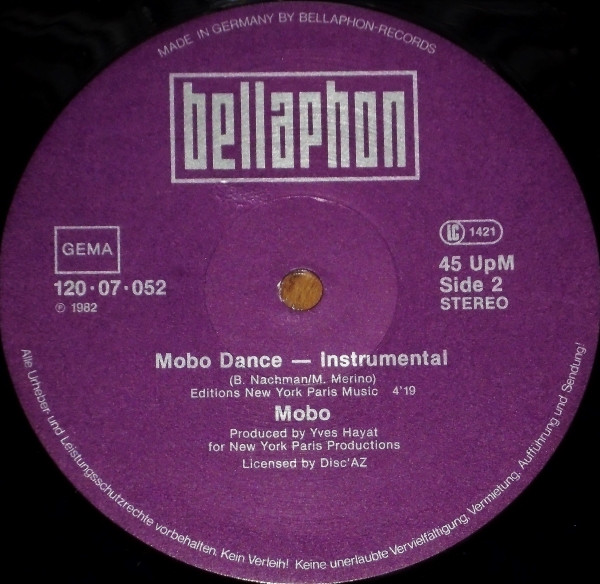 MADE IN GERMANY BY BELLAPHON-RECORDS
bellaphon
GEMA
120·07·052
℗ 1982
LC 1421
45 UpM
Side 2
STEREO
Mobo Dance — Instrumental
(B. Nachman/M. Merino)
Editions New York Paris Music 4'19
Mobo
Produced by Yves Hayat
for New York Paris Productions
Licensed by Disc'AZ
Alle Urheber- und Leistungsschutzrechte vorbehalten. Kein Verleih! Keine unerlaubte Vervielfältigung, Vermietung, Aufführung und Sendung!